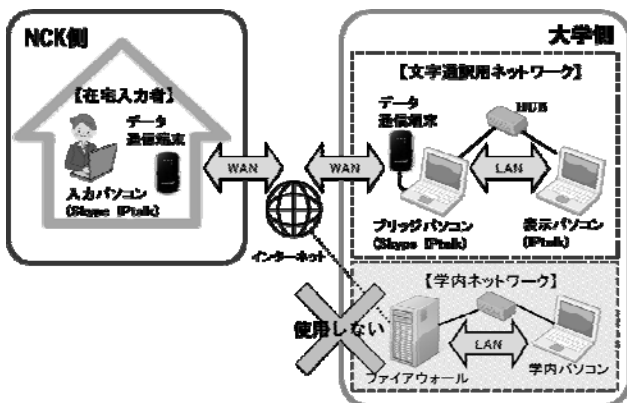 NCK側
【在宅入力者】
データ
通信端末
入力パソコン
(Skype IPtalk)
WAN
インターネット
WAN
大学側
【文字通訳用ネットワーク】
データ
通信端末
HUB
LAN
ブリッジパソコン
(Skype IPtalk)
表示パソコン
(IPtalk)
使用しない
【学内ネットワーク】
LAN
ファイアウォール
学内パソコン